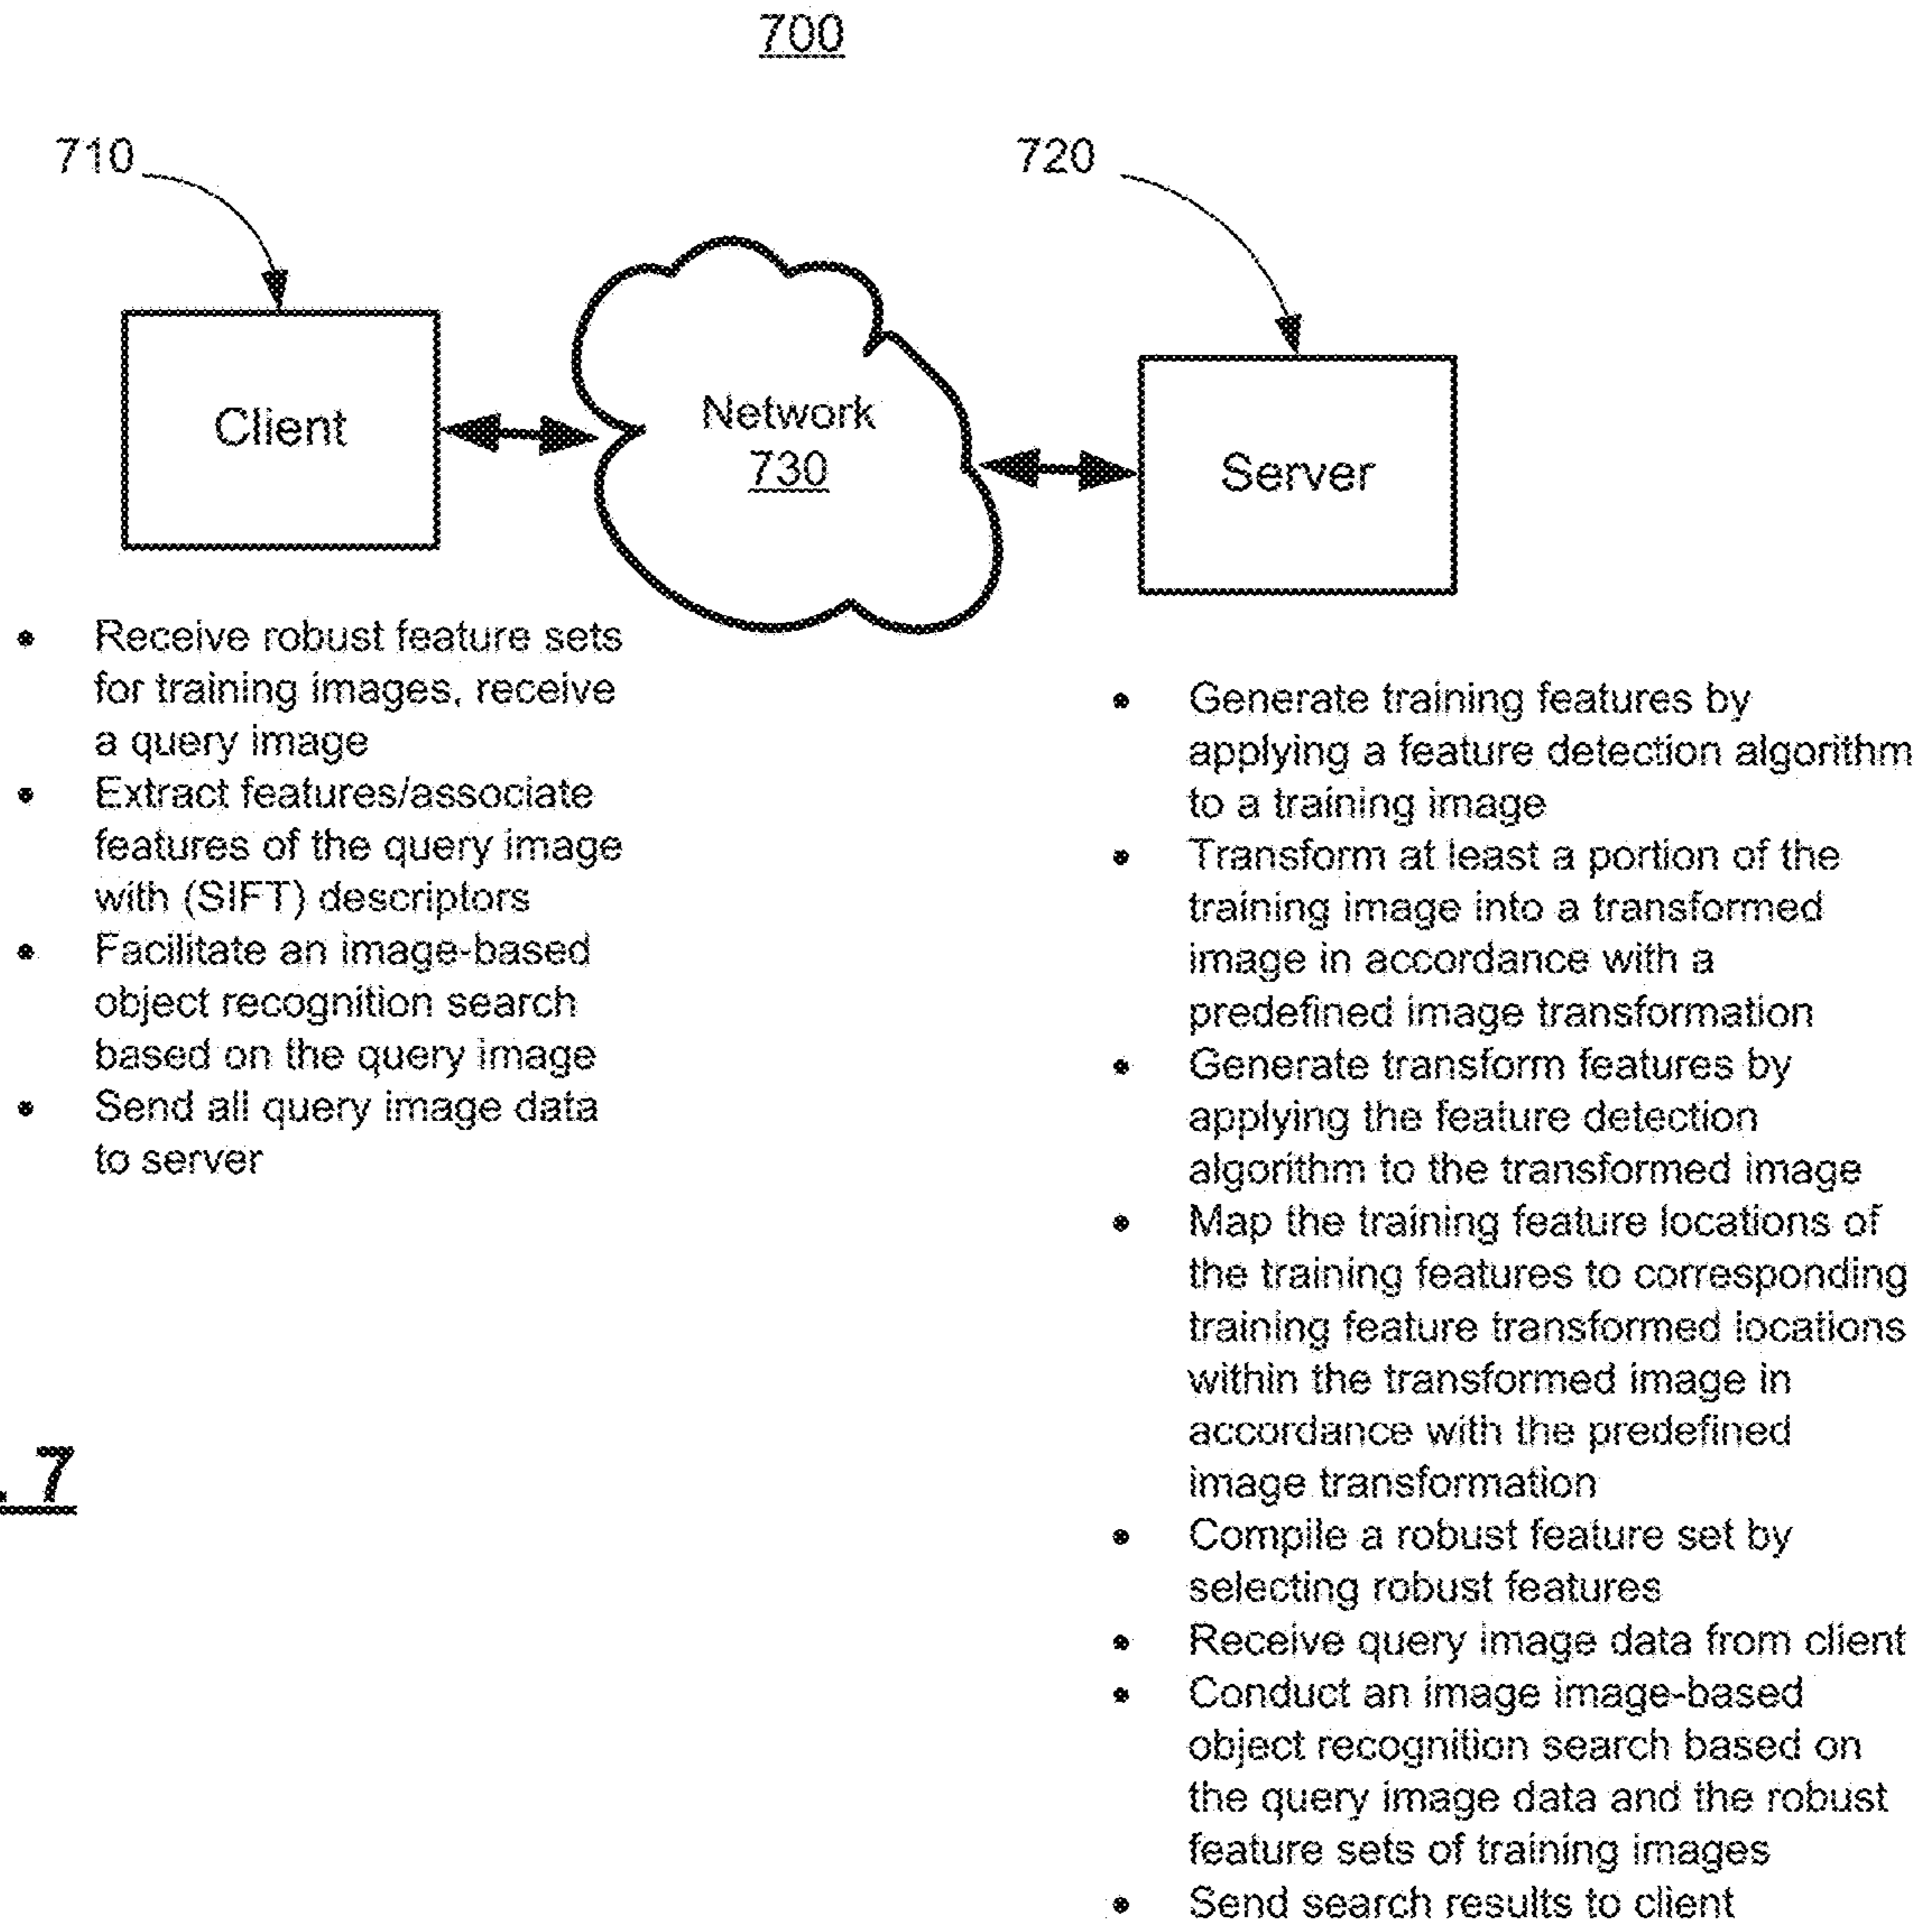 700
710
720
Client
Network
730
Server
• Receive robust feature sets
for training images, receive
a query image
• Extract features/associate
features of the query image
with (SIFT) descriptors
• Facilitate an image-based
object recognition search
based on the query image
• Send all query image data
to server
• Generate training features by
applying a feature detection algorithm
to a training image
• Transform at least a portion of the
training image into a transformed
image in accordance with a
predefined image transformation
• Generate transform features by
applying the feature detection
algorithm to the transformed image
• Map the training feature locations of
the training features to corresponding
training feature transformed locations
within the transformed image in
accordance with the predefined
image transformation
• Compile a robust feature set by
selecting robust features
• Receive query image data from client
• Conduct an image image-based
object recognition search based on
the query image data and the robust
feature sets of training images
• Send search results to client
. 7